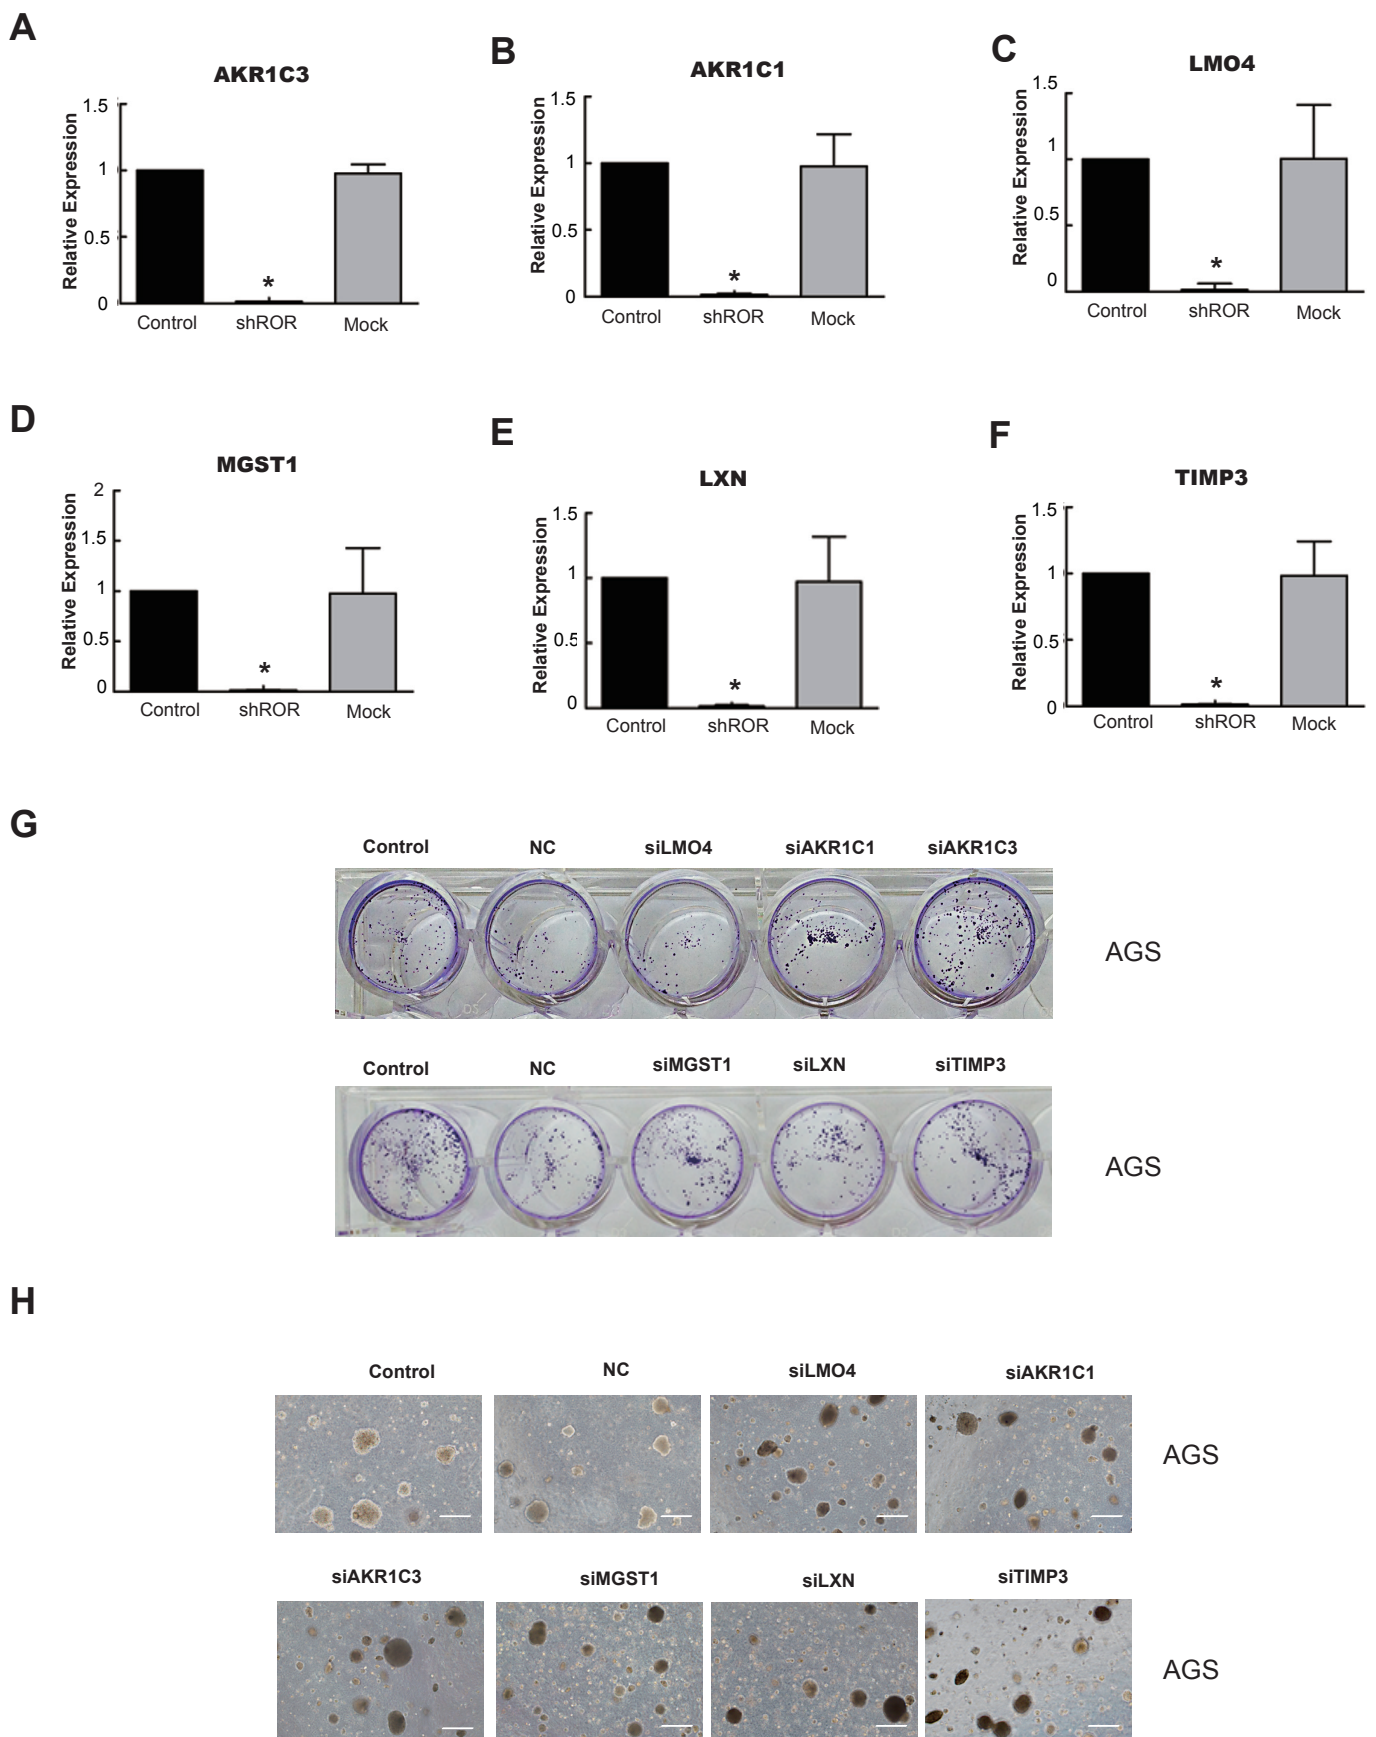 A
AKR1C3
Relative Expression
1.5
1
0.5
0
*
Control shROR Mock
B
AKR1C1
Relative Expression
1.5
1
0.5
0
*
Control shROR Mock
C
LMO4
Relative Expression
1.5
1
0.5
0
*
Control shROR Mock
D
MGST1
Relative Expression
2
1.5
1
0.5
0
*
Control shROR Mock
E
LXN
Relative Expression
1.5
1
0.5
0
*
Control shROR Mock
F
TIMP3
Relative Expression
1.5
1
0.5
0
*
Control shROR Mock
G
Control NC siLMO4 siAKR1C1 siAKR1C3
AGS
Control NC siMGST1 siLXN siTIMP3
AGS
H
Control NC siLMO4 siAKR1C1
AGS
siAKR1C3 siMGST1 siLXN siTIMP3
AGS